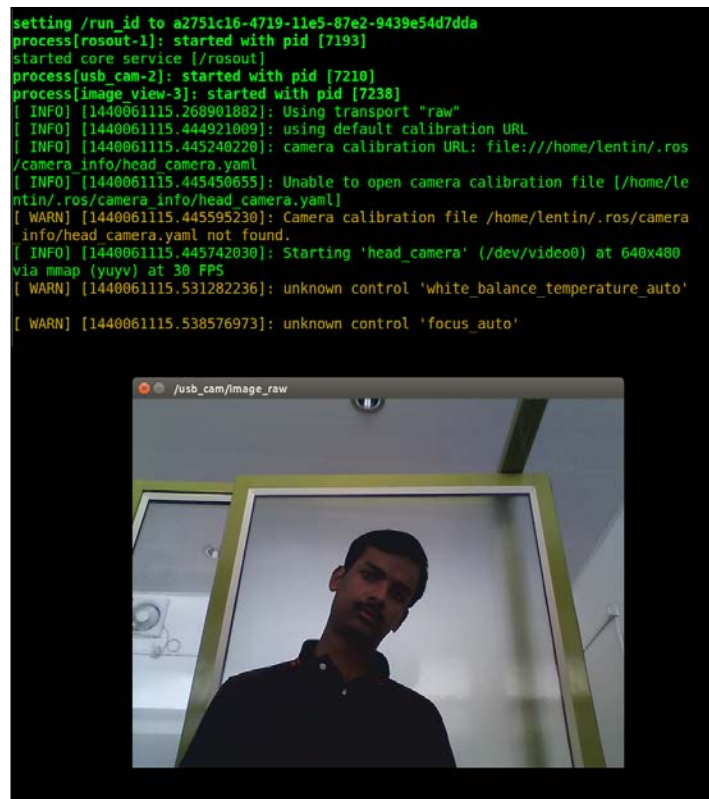 setting /run_id to a2751c16-4719-11e5-87e2-9439e54d7dda
process[rosout-1]: started with pid [7193]
started core service [/rosout]
process[usb_cam-2]: started with pid [7210]
process[image_view-3]: started with pid [7238]
[ INFO] [1440061115.268901882]: Using transport "raw"
[ INFO] [1440061115.444921009]: using default calibration URL
[ INFO] [1440061115.445240220]: camera calibration URL: file:///home/lentin/.ros
/camera_info/head_camera.yaml
[ INFO] [1440061115.445450655]: Unable to open camera calibration file [/home/le
ntin/.ros/camera_info/head_camera.yaml]
[ WARN] [1440061115.445595230]: Camera calibration file /home/lentin/.ros/camera
_info/head_camera.yaml not found.
[ INFO] [1440061115.445742030]: Starting 'head_camera' (/dev/video0) at 640x480
via mmap (yuyv) at 30 FPS
[ WARN] [1440061115.531282236]: unknown control 'white_balance_temperature_auto'
[ WARN] [1440061115.538576973]: unknown control 'focus_auto'
/usb_cam/image_raw